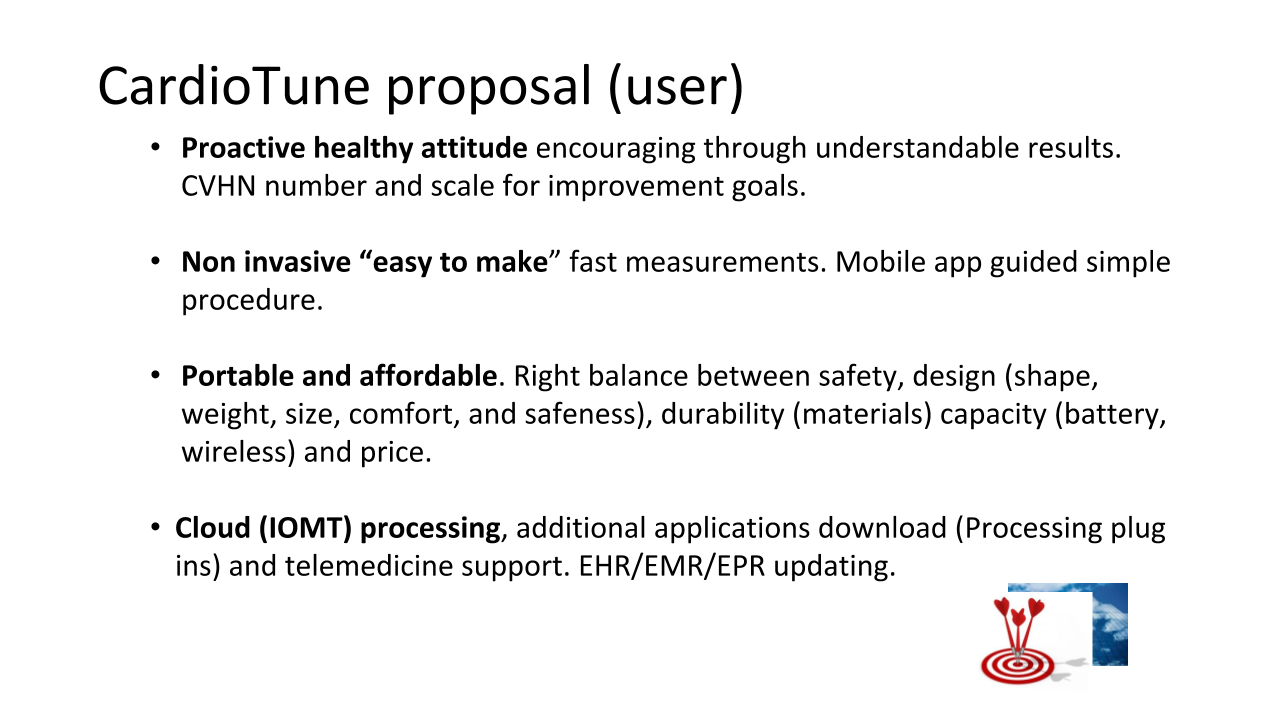 CardioTune proposal (user)
• Proactive healthy attitude encouraging through understandable results.
CVHN number and scale for improvement goals.
• Non invasive “easy to make” fast measurements. Mobile app guided simple
procedure.
• Portable and affordable. Right balance between safety, design (shape,
weight, size, comfort, and safeness), durability (materials) capacity (battery,
wireless) and price.
• Cloud (IOMT) processing, additional applications download (Processing plug
ins) and telemedicine support. EHR/EMR/EPR updating.